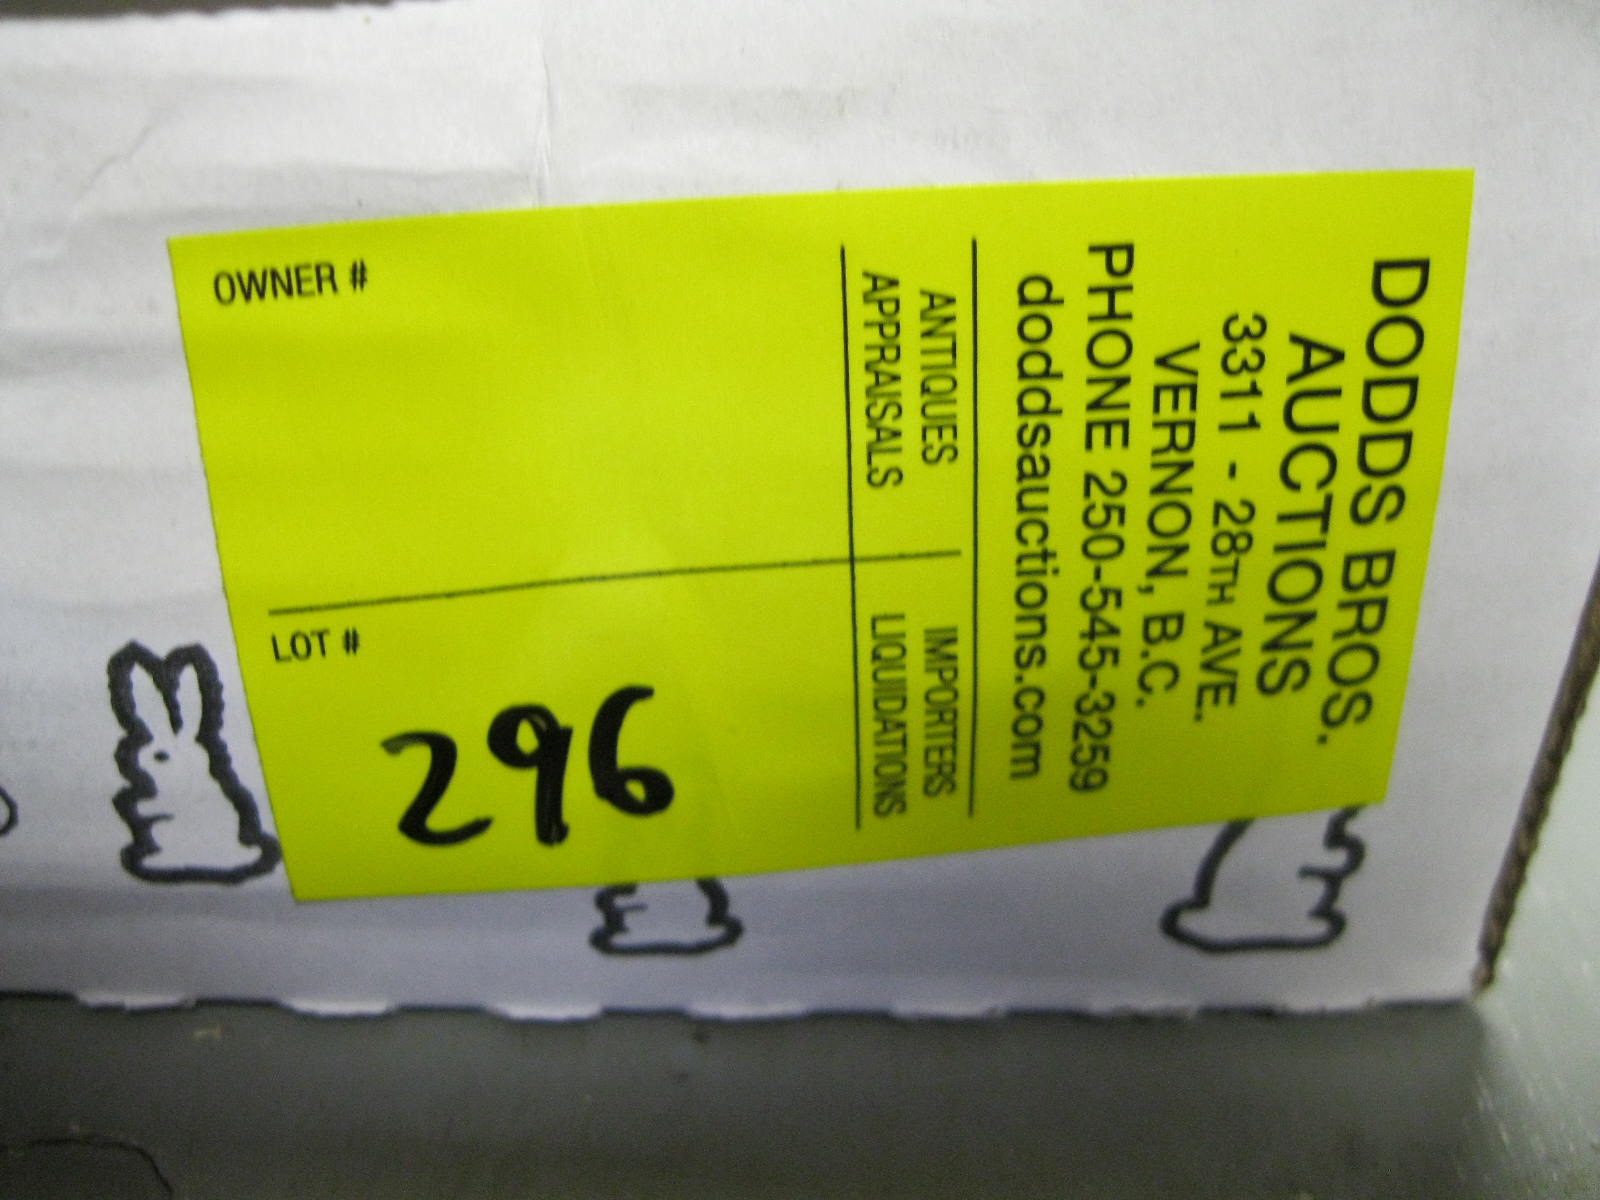 DODDS BROS.
AUCTIONS
3311 - 28TH AVE.
VERNON, B.C.
PHONE 250-545-3259
doddsauctions.com
ANTIQUES IMPORTERS
APPRAISALS LIQUIDATIONS
OWNER #
LOT #
296